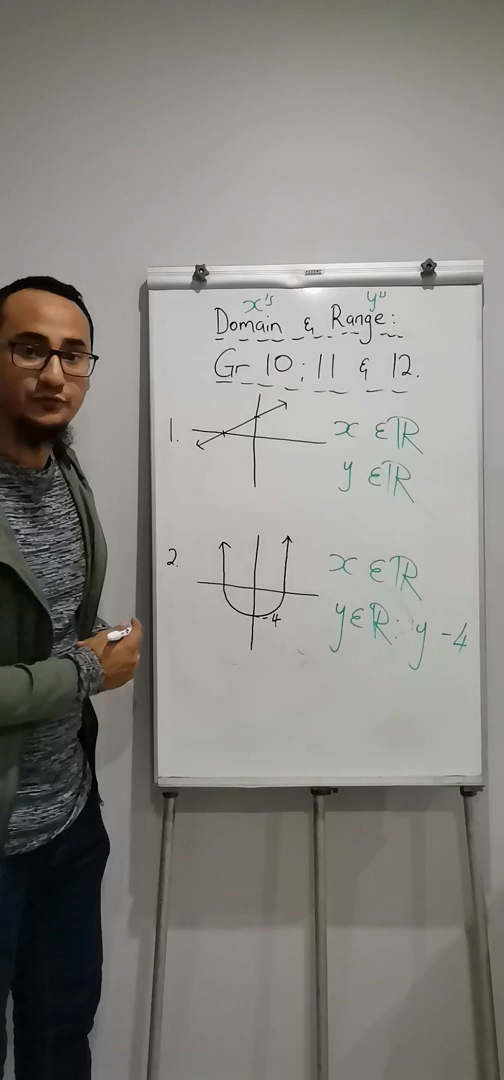 x's y's
Domain & Range:
Gr 10 ; 11 & 12.
1. x ∈ ℝ
y ∈ ℝ
2. x ∈ ℝ
-4
y ∈ ℝ: y -4